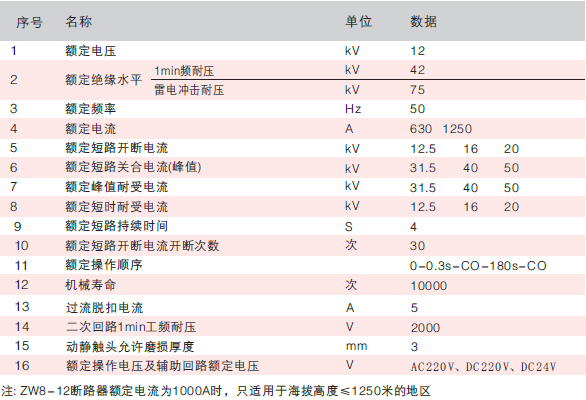 序号 名称 单位 数据
1 额定电压 kV 12
2 额定绝缘水平 1min频耐压 kV 42
雷电冲击耐压 kV 75
3 额定频率 Hz 50
4 额定电流 A 630 1250
5 额定短路开断电流 kV 12.5 16 20
6 额定短路关合电流(峰值) kV 31.5 40 50
7 额定峰值耐受电流 kV 31.5 40 50
8 额定短时耐受电流 kV 12.5 16 20
9 额定短路持续时间 S 4
10 额定短路开断电流开断次数 次 30
11 额定操作顺序 0-0.3s-CO-180s-CO
12 机械寿命 次 10000
13 过流脱扣电流 A 5
14 二次回路1min工频耐压 V 2000
15 动静触头允许磨损厚度 mm 3
16 额定操作电压及辅助回路额定电压 V AC220V、DC220V、DC24V
注: ZW8-12断路器额定电流为1000A时，只适用于海拔高度≤1250米的地区